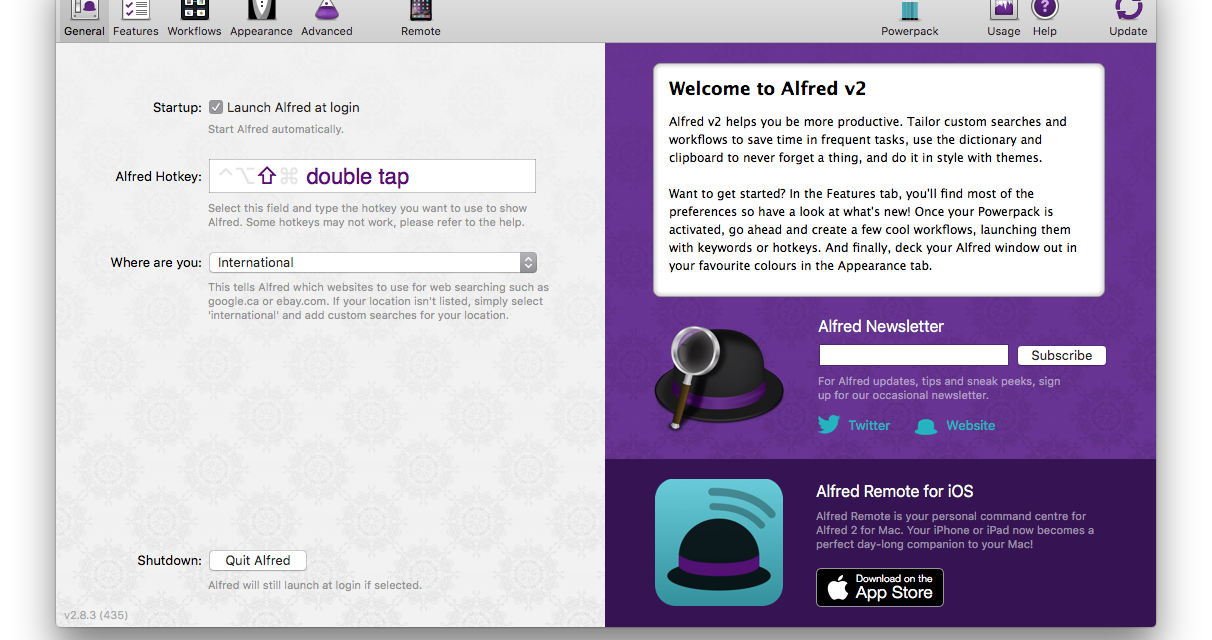 General Features Workflows Appearance Advanced Remote Powerpack Usage Help Update
Startup: Launch Alfred at login
Start Alfred automatically.
Alfred Hotkey: ^⌥⇧⌘ double tap
Select this field and type the hotkey you want to use to show
Alfred. Some hotkeys may not work, please refer to the help.
Where are you: International
This tells Alfred which websites to use for web searching such as
google.ca or ebay.com. If your location isn't listed, simply select
'international' and add custom searches for your location.
Shutdown: Quit Alfred
Alfred will still launch at login if selected.
v2.8.3 (435)
Welcome to Alfred v2
Alfred v2 helps you be more productive. Tailor custom searches and
workflows to save time in frequent tasks, use the dictionary and
clipboard to never forget a thing, and do it in style with themes.
Want to get started? In the Features tab, you'll find most of the
preferences so have a look at what's new! Once your Powerpack is
activated, go ahead and create a few cool workflows, launching them
with keywords or hotkeys. And finally, deck your Alfred window out in
your favourite colours in the Appearance tab.
Alfred Newsletter
Subscribe
For Alfred updates, tips and sneak peeks, sign
up for our occasional newsletter.
Twitter Website
Alfred Remote for iOS
Alfred Remote is your personal command centre for
Alfred 2 for Mac. Your iPhone or iPad now becomes a
perfect day-long companion to your Mac!
Download on the
App Store